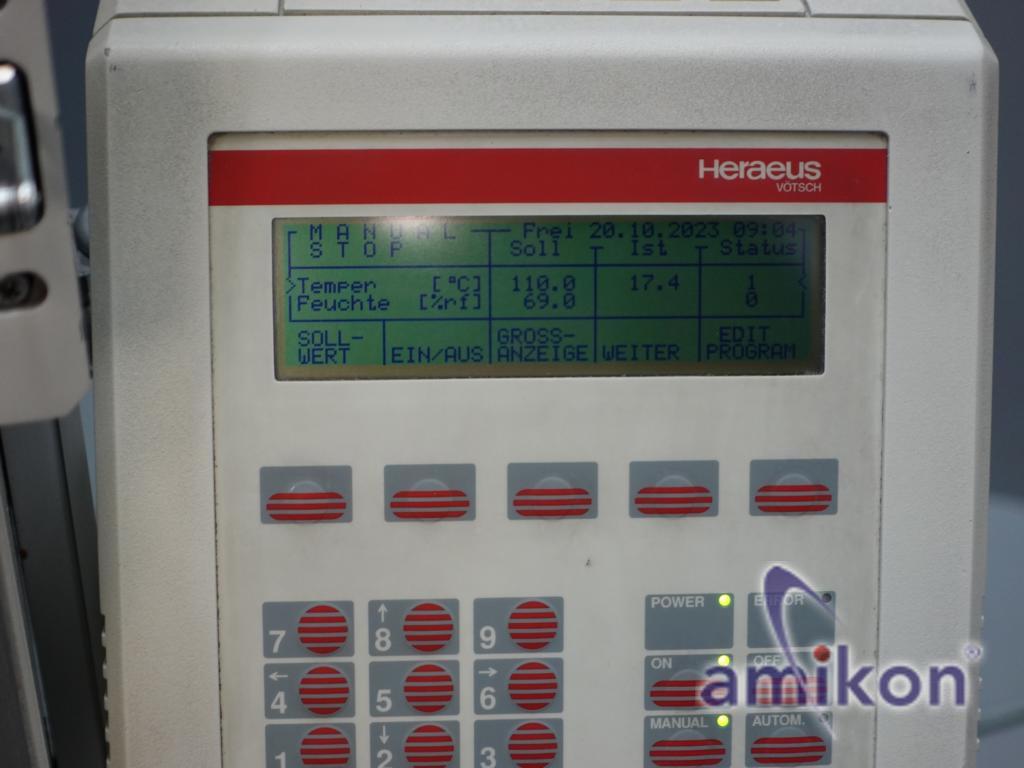 Heraeus
VÖTSCH
MANUAL Frei 20.10.2023 09:04
STOP Soll Ist Status
Temper [°C] 110.0 17.4 1
Feuchte [%rf] 69.0 0
SOLL- GROSS- EDIT
WERT EIN/AUS ANZEIGE WEITER PROGRAM
7 ↑ 8 9 POWER ERROR
← 4 5 → 6 ON OFF
1 ↓ 2 3 MANUAL AUTOM.
amikon®